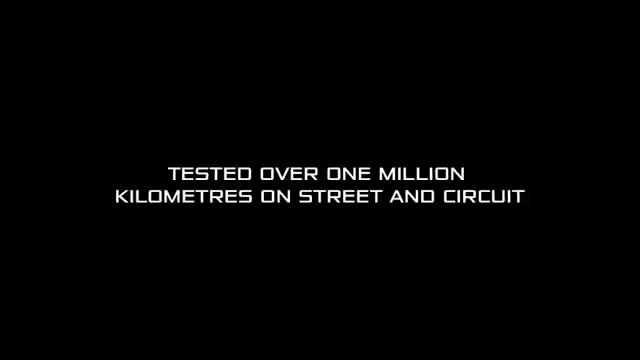 TESTED OVER ONE MILLION
KILOMETRES ON STREET AND CIRCUIT